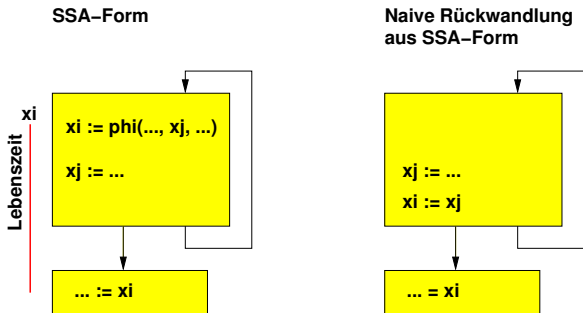 SSA–Form
Naive Rückwandlung
aus SSA–Form
xi
Lebenszeit
xi := phi(..., xj, ...)
xj := ...
... := xi
xj := ...
xi := xj
... = xi